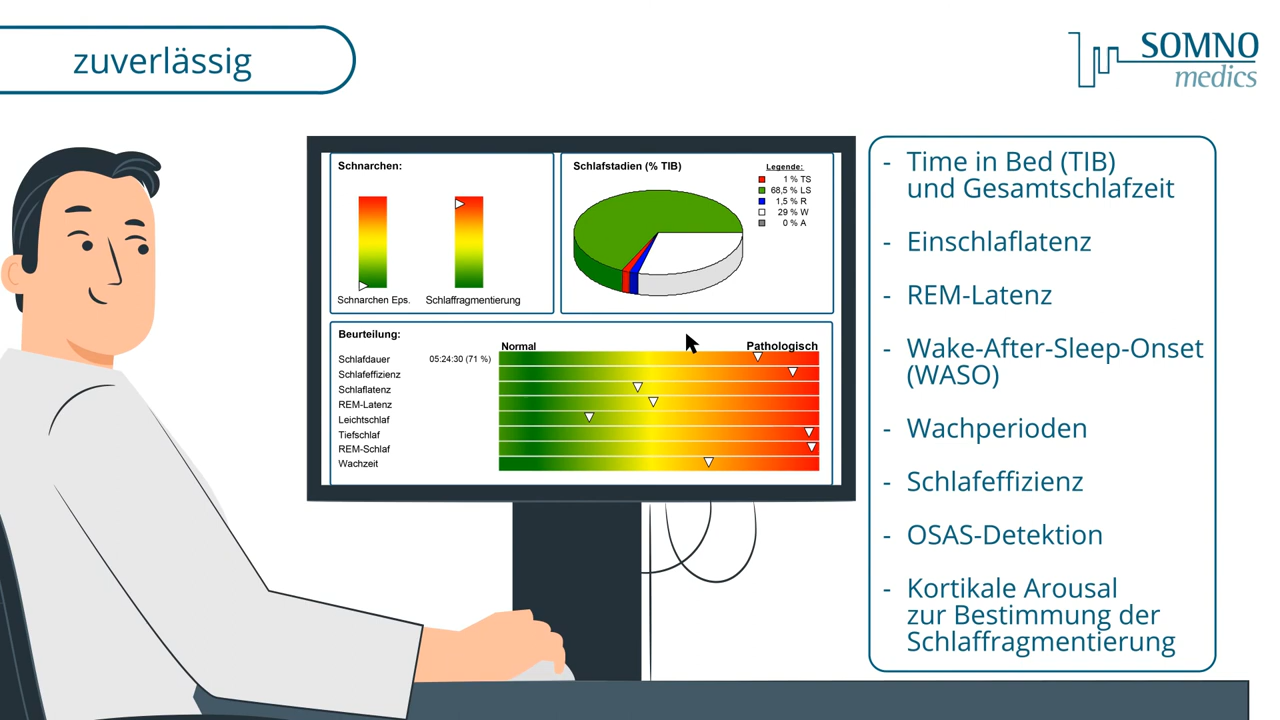 zuverlässig
SOMNO
medics
Schnarchen:
Schnarchen Eps.
Schlaffragmentierung
Schlafstadien (% TIB)
Legende:
1 % TS
68,5 % LS
1,5 % R
29 % W
0 % A
Beurteilung:
Normal
Pathologisch
Schlafdauer 05:24:30 (71 %)
Schlafeffizienz
Schlaflatenz
REM-Latenz
Leichtschlaf
Tiefschlaf
REM-Schlaf
Wachzeit
- Time in Bed (TIB)
und Gesamtschlafzeit
- Einschlaflatenz
- REM-Latenz
- Wake-After-Sleep-Onset
(WASO)
- Wachperioden
- Schlafeffizienz
- OSAS-Detektion
- Kortikale Arousal
zur Bestimmung der
Schlaffragmentierung